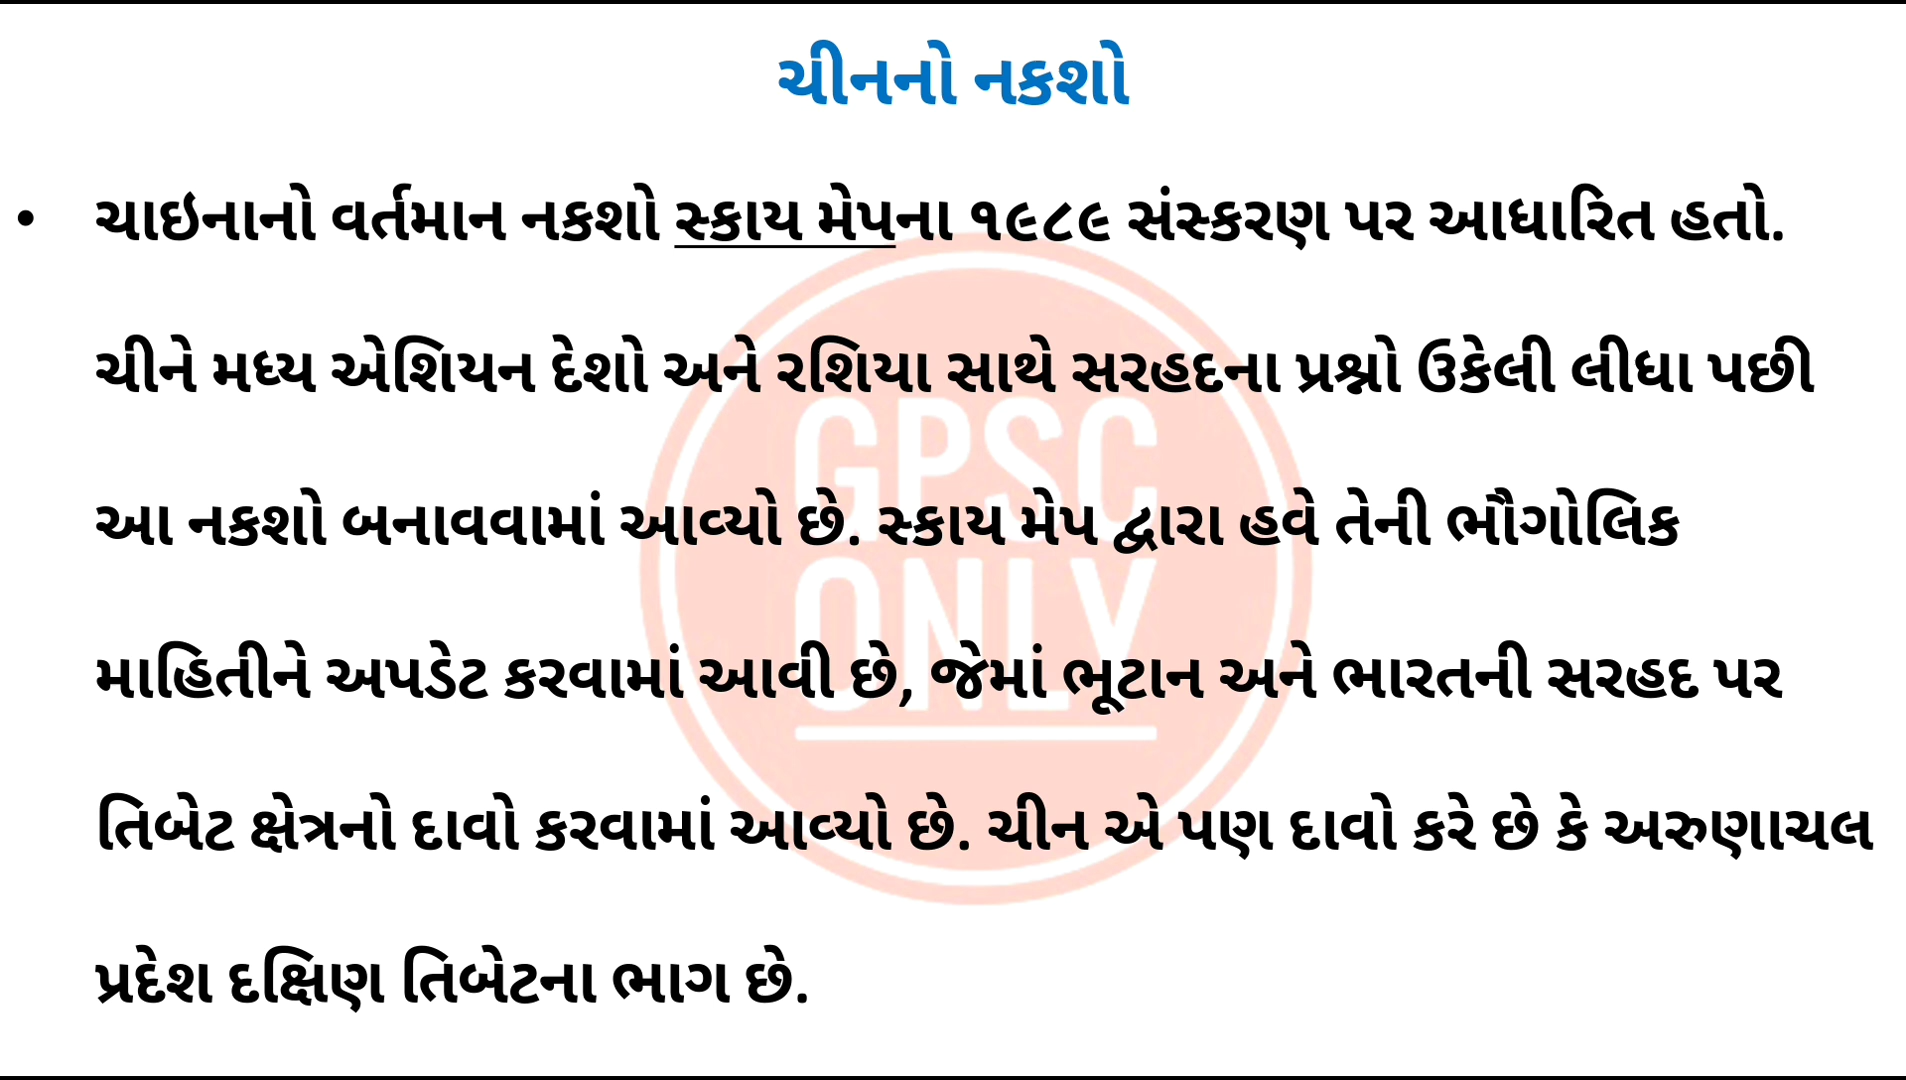 ચીનનો નકશો
• ચાઇનાનો વર્તમાન નકશો સ્કાય મેપના ૧૯૮૯ સંસ્કરણ પર આધારિત હતો.
ચીને મધ્ય એશિયન દેશો અને રશિયા સાથે સરહદના પ્રશ્નો ઉકેલી લીધા પછી
આ નકશો બનાવવામાં આવ્યો છે. સ્કાય મેપ દ્વારા હવે તેની ભૌગોલિક
માહિતીને અપડેટ કરવામાં આવી છે, જેમાં ભૂટાન અને ભારતની સરહદ પર
તિબેટ ક્ષેત્રનો દાવો કરવામાં આવ્યો છે. ચીન એ પણ દાવો કરે છે કે અરુણાચલ
પ્રદેશ દક્ષિણ તિબેટના ભાગ છે.
GPSC
ONLY